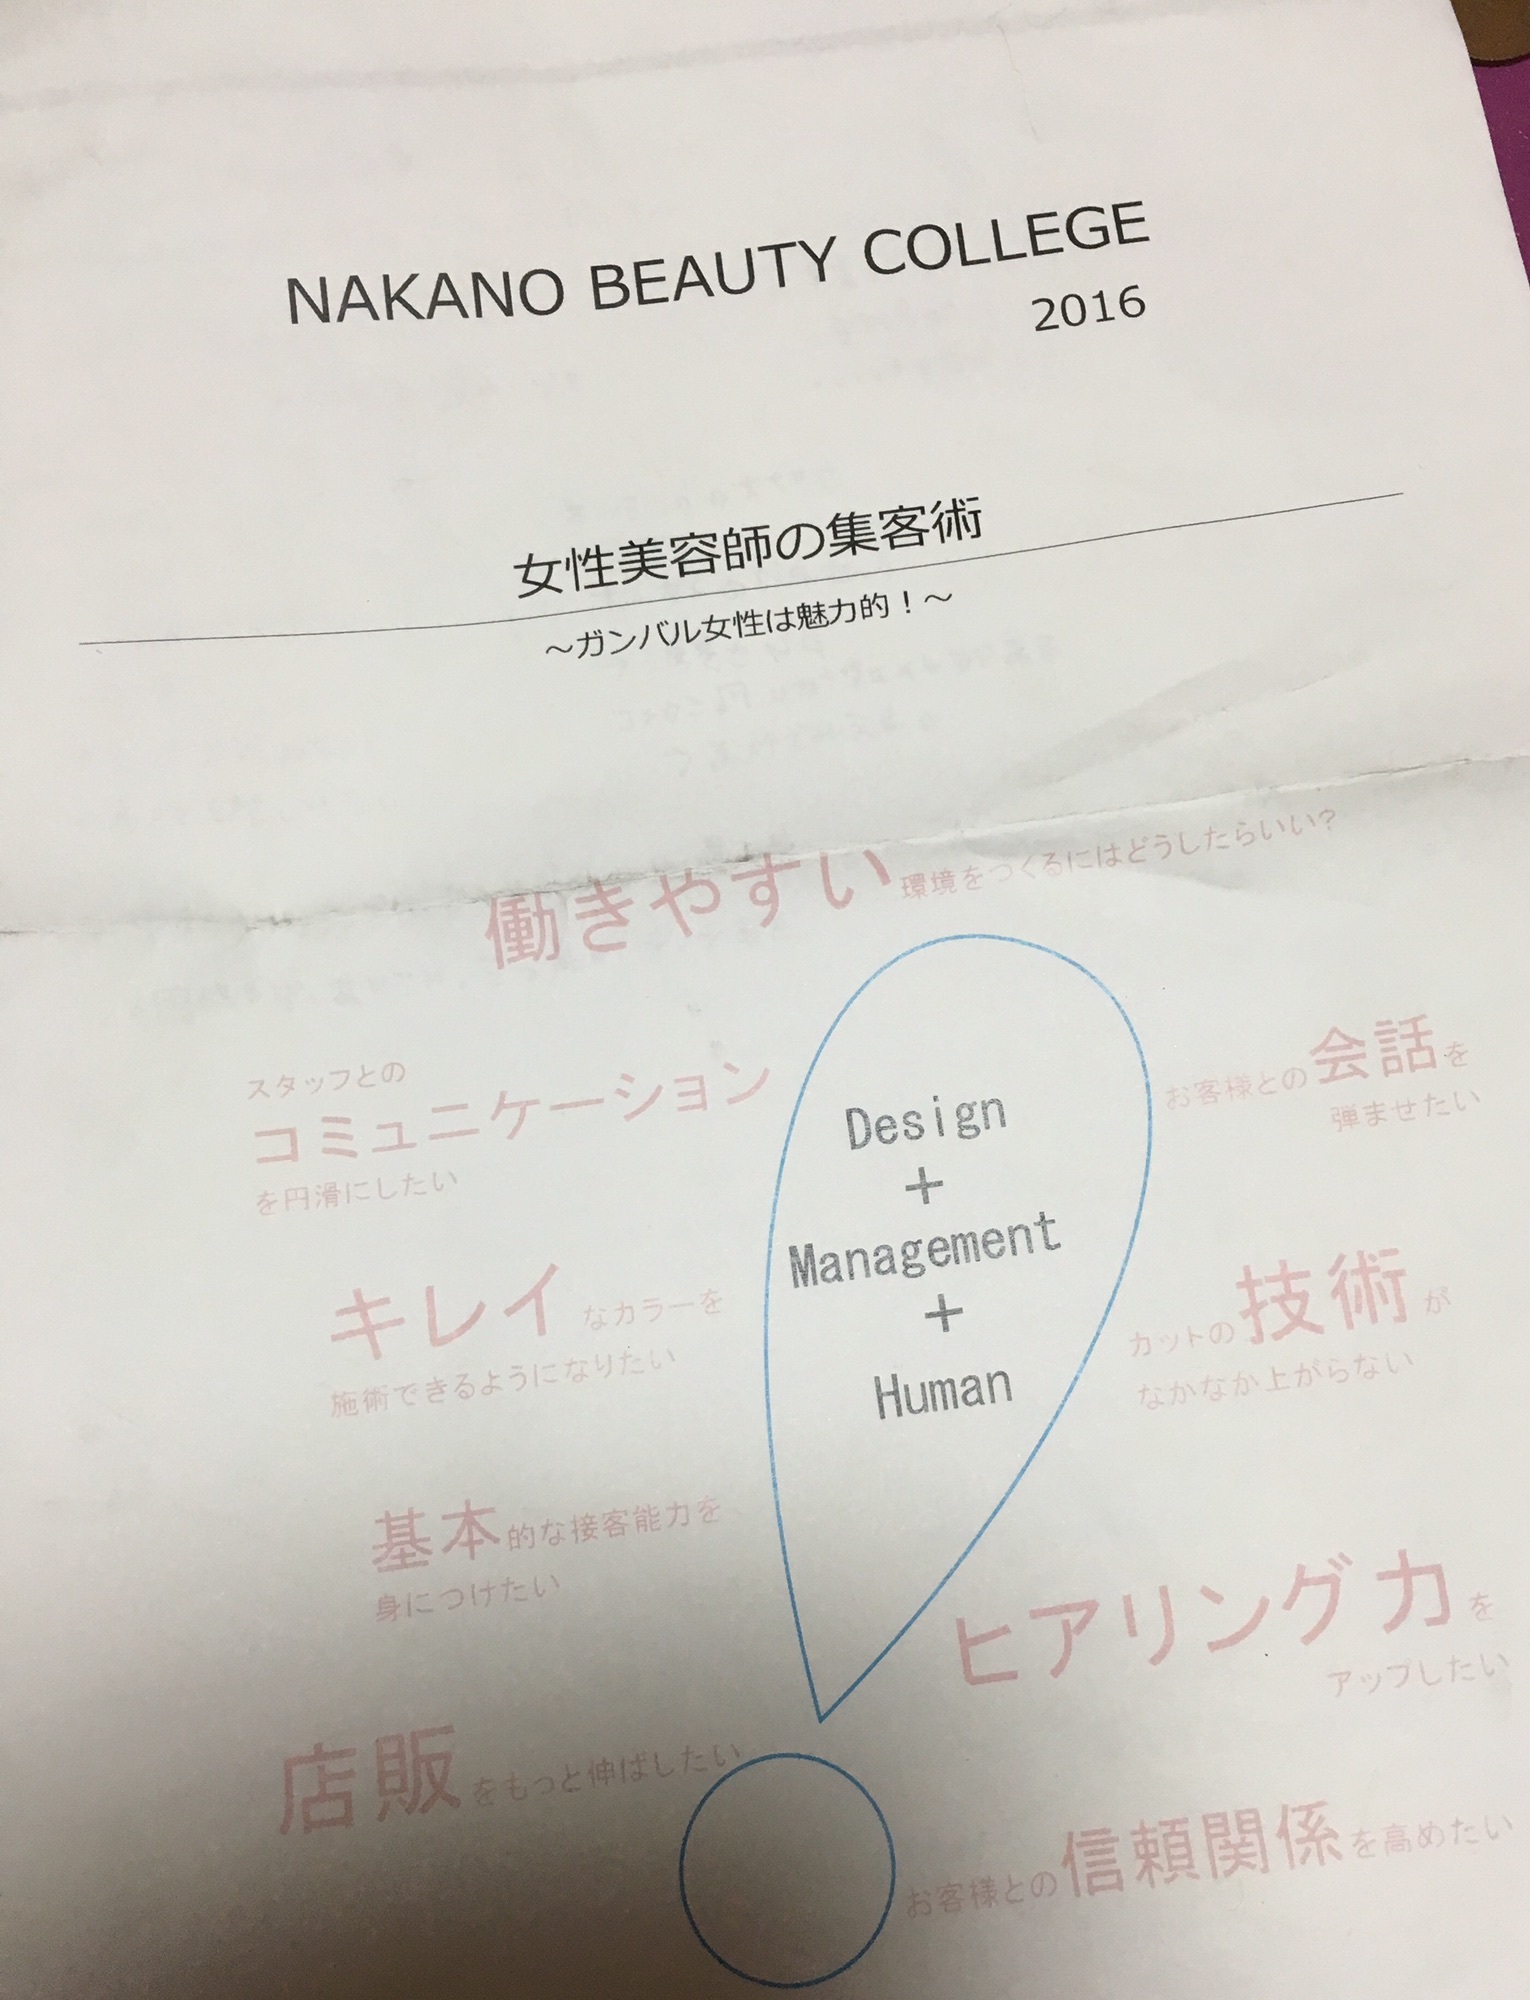 NAKANO BEAUTY COLLEGE
2016
女性美容師の集客術
～ガンバル女性は魅力的！～
働きやすい環境をつくるにはどうしたらいい?
スタッフとの
コミュニケーション
を円滑にしたい
お客様との会話を
弾ませたい
Design
+
Management
+
Human
キレイなカラーを
施術できるようになりたい
カットの技術が
なかなか上がらない
基本的な接客能力を
身につけたい
ヒアリング力を
アップしたい
店販をもっと伸ばしたい
お客様との信頼関係を高めたい